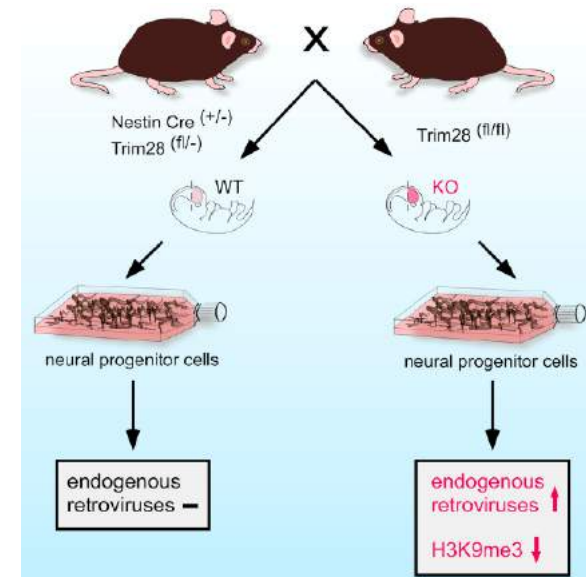 X
Nestin Cre (+/-)
Trim28 (fl/-)
Trim28 (fl/fl)
WT
KO
neural progenitor cells
neural progenitor cells
endogenous
retroviruses –
endogenous
retroviruses ↑
H3K9me3 ↓